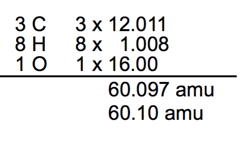 3 C 3 x 12.011
8 H 8 x 1.008
1 O 1 x 16.00
60.097 amu
60.10 amu